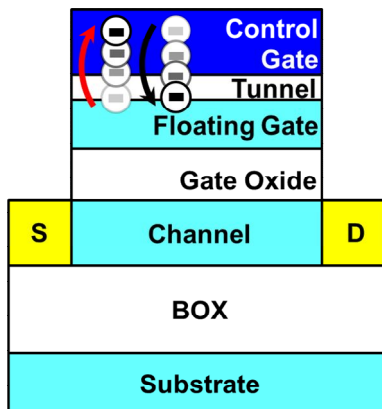 Control
Gate
Tunnel
Floating Gate
Gate Oxide
S
Channel
D
BOX
Substrate